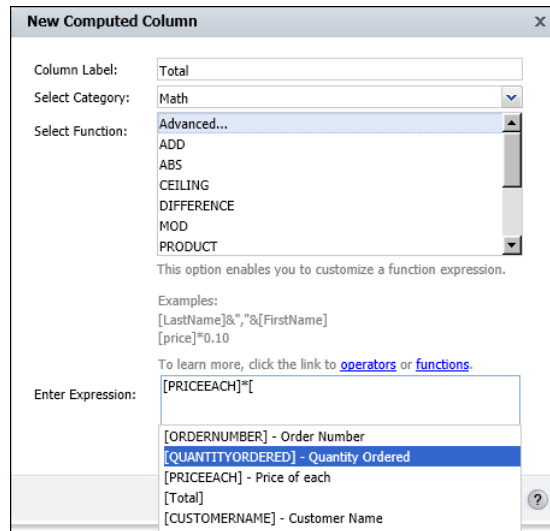 New Computed Column x
Column Label: Total
Select Category: Math
Select Function: Advanced...
ADD
ABS
CEILING
DIFFERENCE
MOD
PRODUCT
This option enables you to customize a function expression.
Examples:
[LastName]&","&[FirstName]
[price]*0.10
To learn more, click the link to operators or functions.
Enter Expression: [PRICEEACH]*[
[ORDERNUMBER] - Order Number
[QUANTITYORDERED] - Quantity Ordered
[PRICEEACH] - Price of each
[Total]
[CUSTOMERNAME] - Customer Name
?